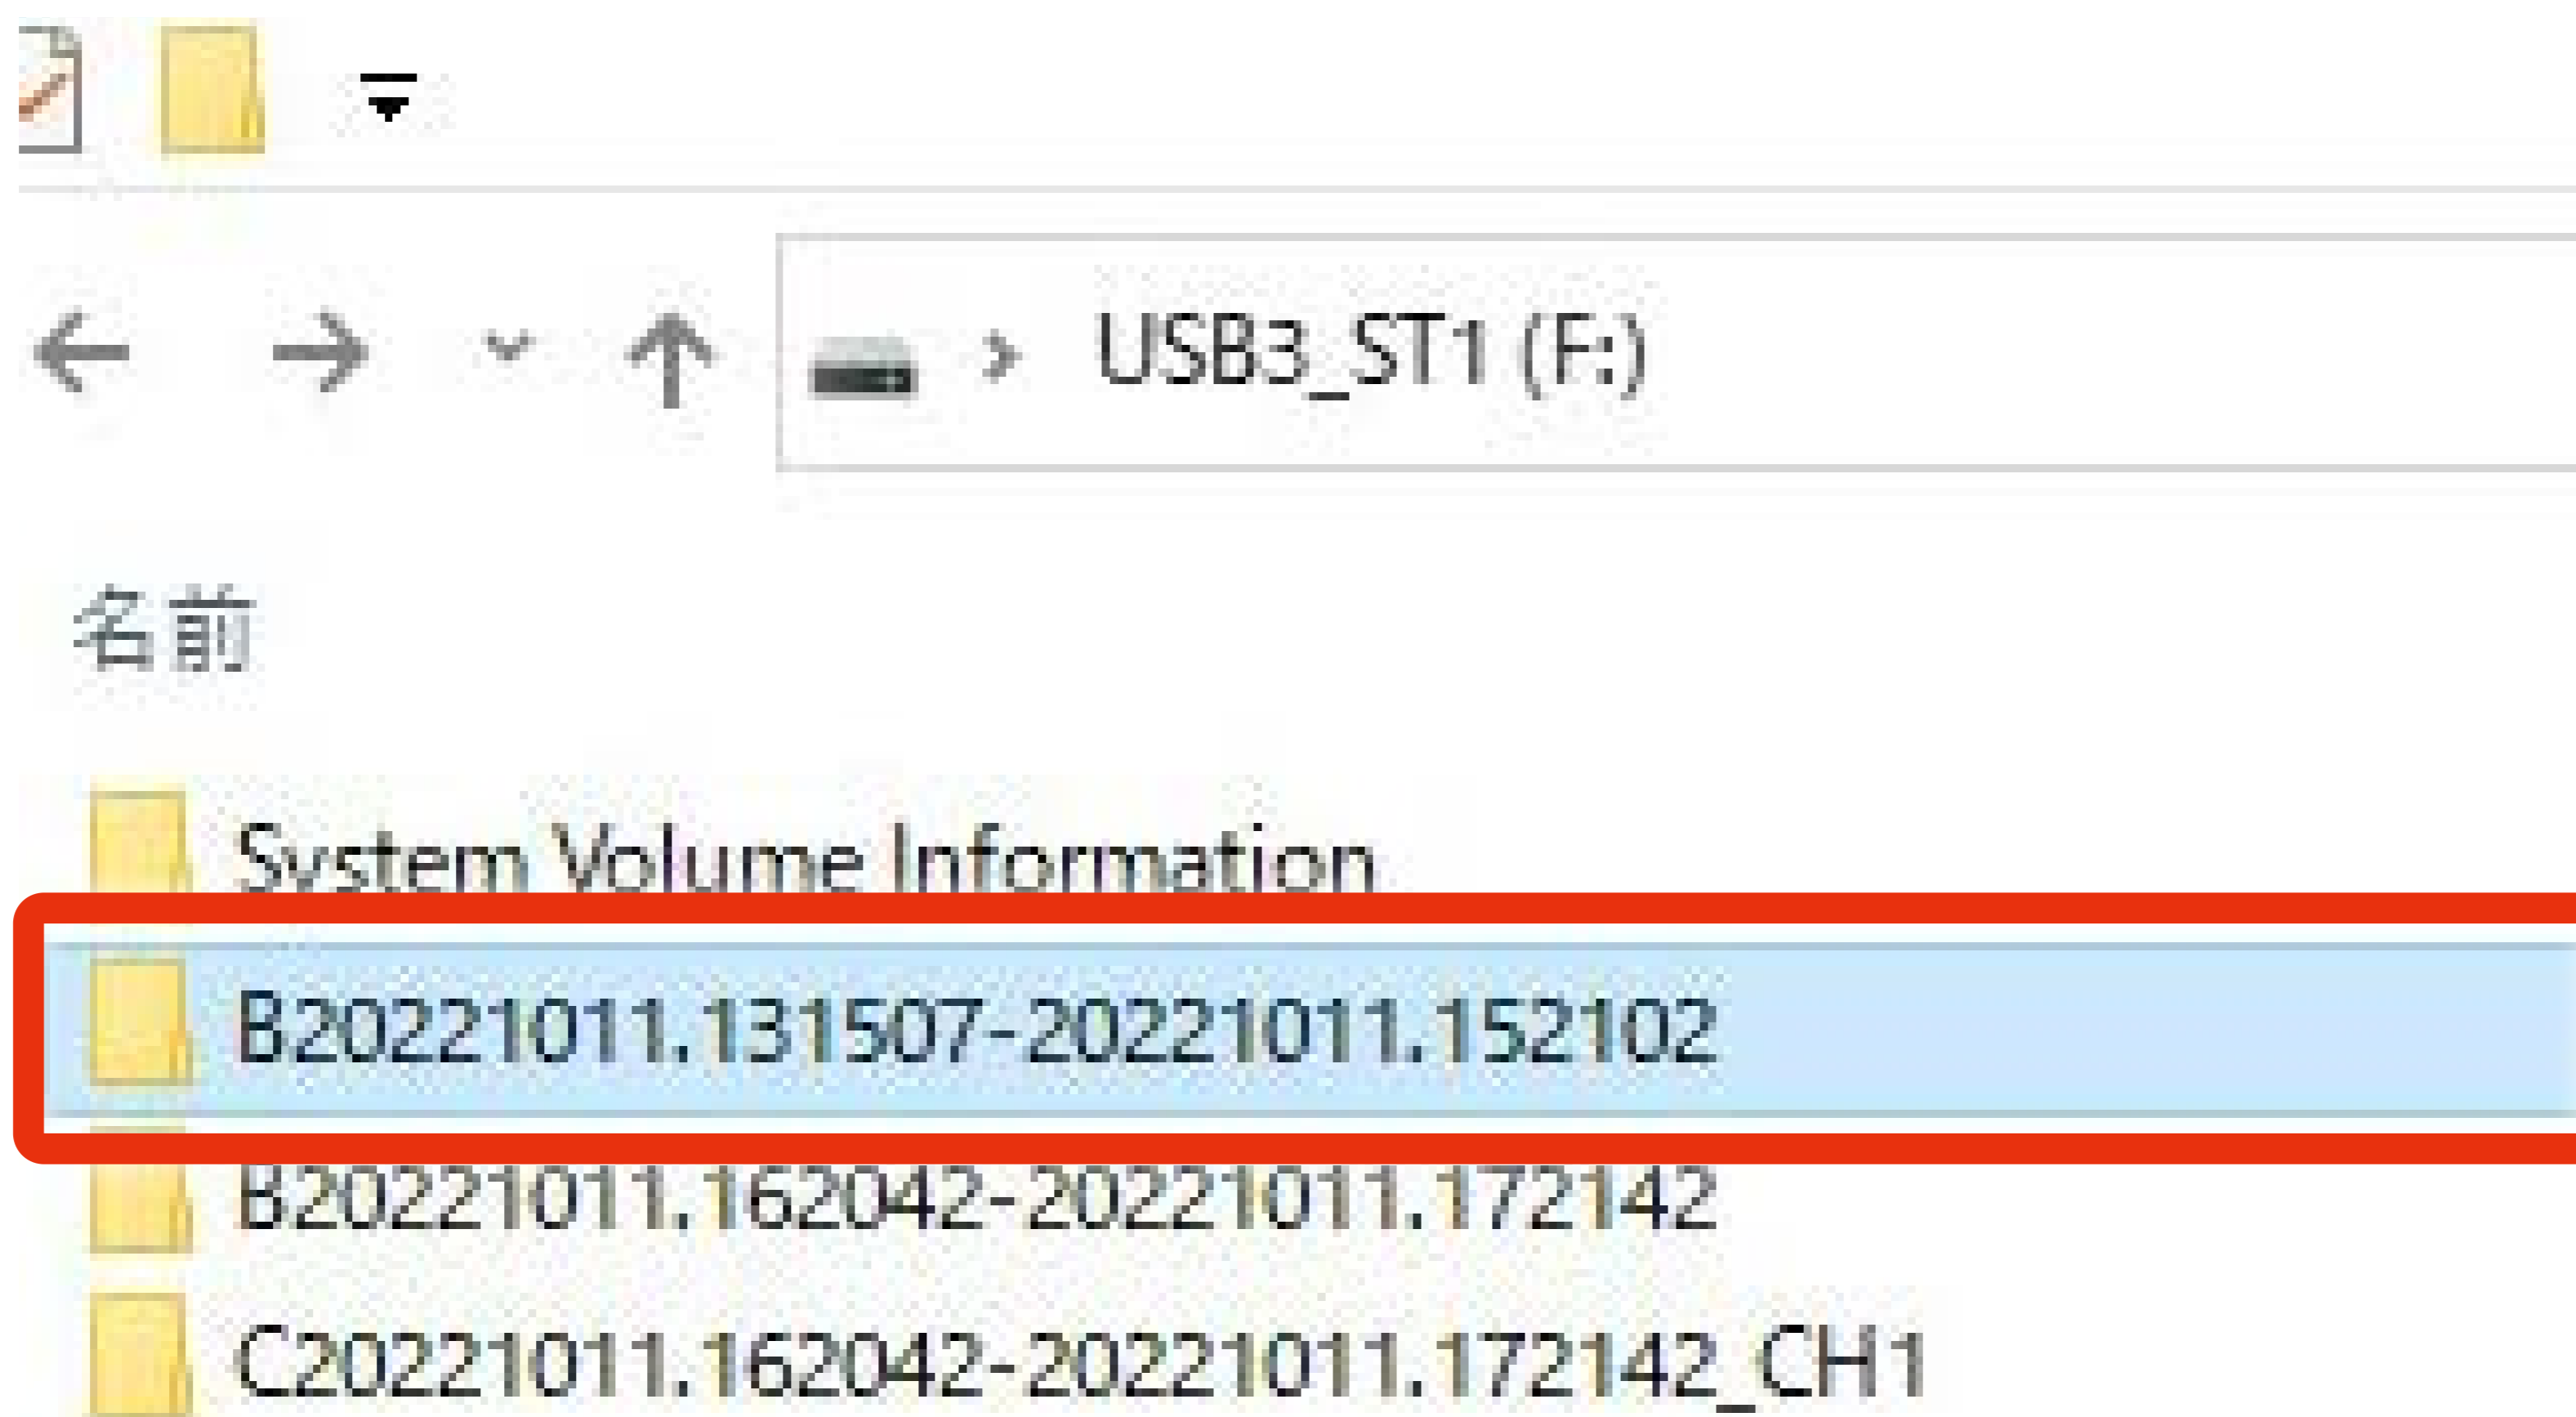 USB3_ST1 (F:)
名前
System Volume Information
B20221011.131507-20221011.152102
B20221011.162042-20221011.172142
C20221011.162042-20221011.172142_CH1